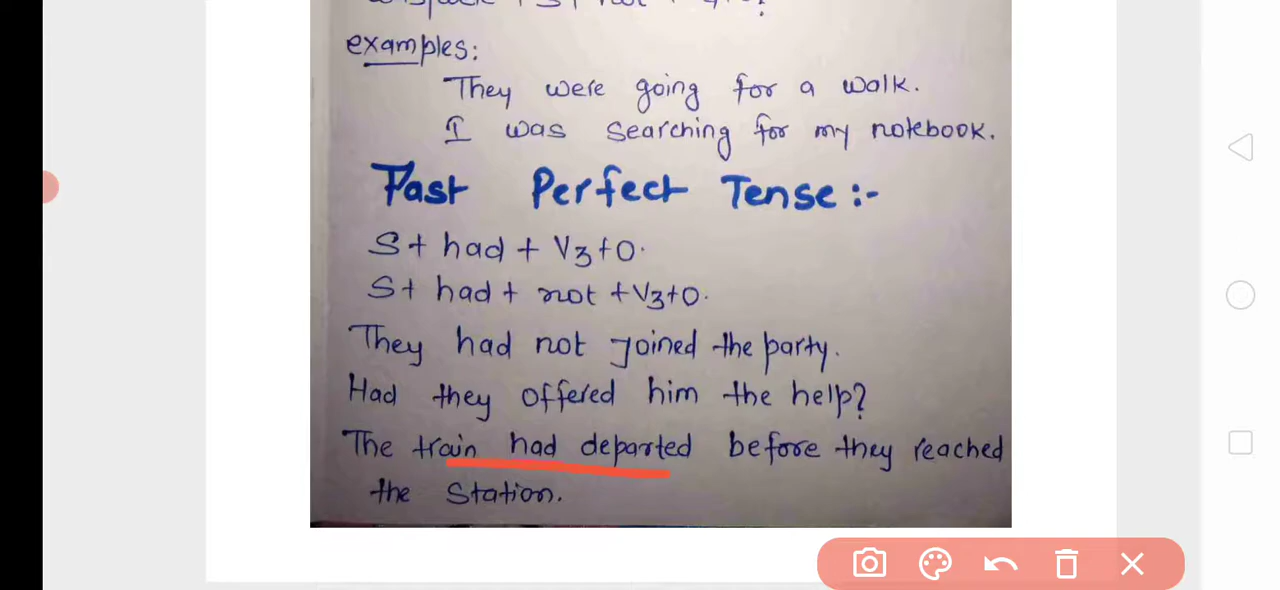 examples:
They were going for a walk.
I was searching for my notebook.
Past Perfect Tense:-
S+ had + V3+O.
S+ had + not +V3+O.
They had not joined the party.
Had they offered him the help?
The train had departed before they reached
the station.